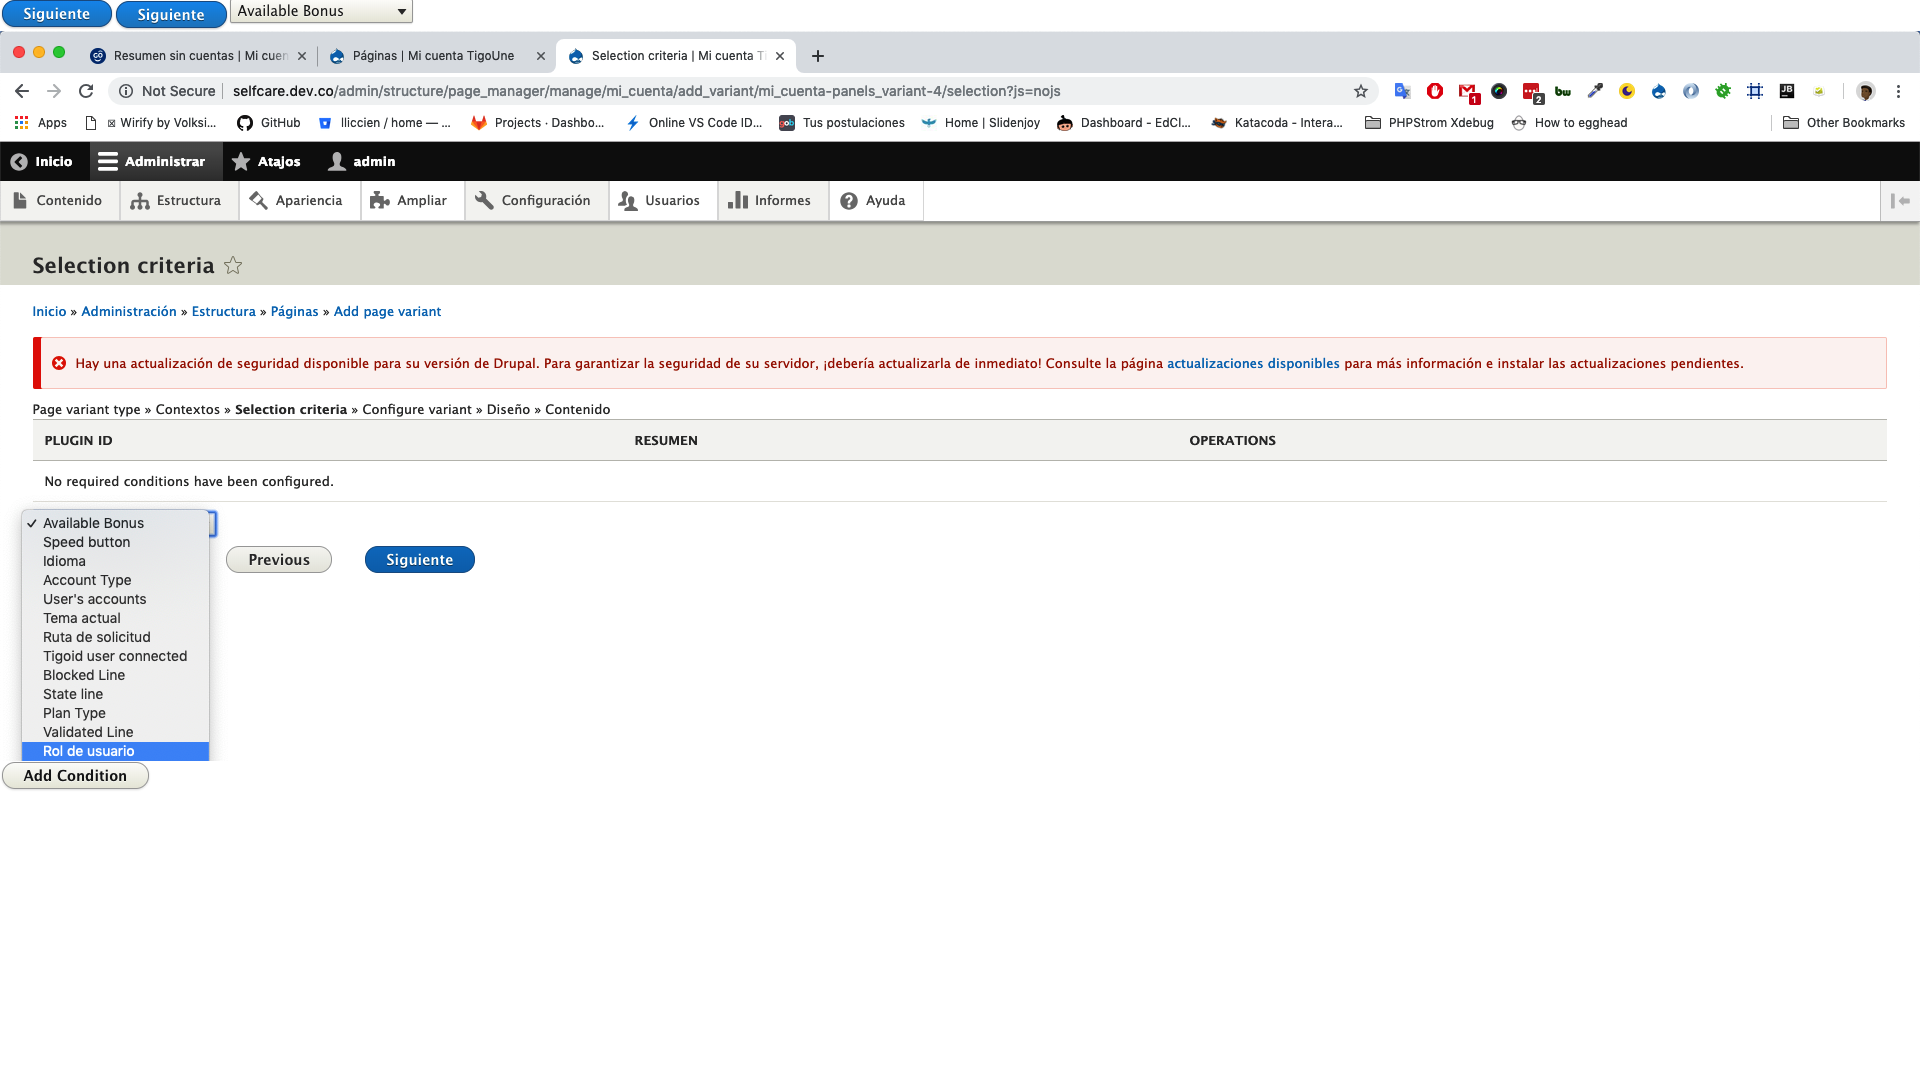 Siguiente Siguiente Available Bonus
Resumen sin cuentas | Mi cuen Páginas | Mi cuenta TigoUne Selection criteria | Mi cuenta T
Not Secure selfcare.dev.co/admin/structure/page_manager/manage/mi_cuenta/add_variant/mi_cuenta-panels_variant-4/selection?js=nojs 1 2 bw JB
Apps Wirify by Volksi... GitHub lliccien / home — ... Projects · Dashbo... Online VS Code ID... gob Tus postulaciones Home | Slidenjoy Dashboard - EdCl... Katacoda - Intera... PHPStrom Xdebug How to egghead Other Bookmarks
Inicio Administrar Atajos admin
Contenido Estructura Apariencia Ampliar Configuración Usuarios Informes Ayuda
Selection criteria
Inicio » Administración » Estructura » Páginas » Add page variant
Hay una actualización de seguridad disponible para su versión de Drupal. Para garantizar la seguridad de su servidor, ¡debería actualizarla de inmediato! Consulte la página actualizaciones disponibles para más información e instalar las actualizaciones pendientes.
Page variant type » Contextos » Selection criteria » Configure variant » Diseño » Contenido
PLUGIN ID RESUMEN OPERATIONS
No required conditions have been configured.
✓ Available Bonus
Speed button
Idioma
Account Type
User's accounts
Tema actual
Ruta de solicitud
Tigoid user connected
Blocked Line
State line
Plan Type
Validated Line
Rol de usuario
Previous Siguiente
Add Condition